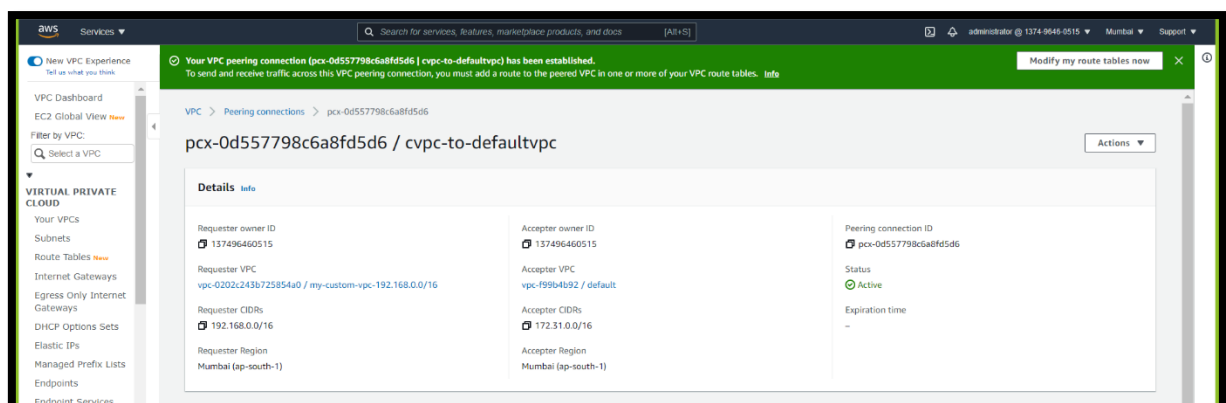 aws Services ▼ Search for services, features, marketplace products, and docs [Alt+S] administrator @ 1374-9646-0515 ▼ Mumbai ▼ Support ▼
New VPC Experience
Tell us what you think
Your VPC peering connection (pcx-0d557798c6a8fd5d6 | cvpc-to-defaultvpc) has been established.
To send and receive traffic across this VPC peering connection, you must add a route to the peered VPC in one or more of your VPC route tables. Info
Modify my route tables now
VPC Dashboard
EC2 Global View New
Filter by VPC:
Select a VPC
VIRTUAL PRIVATE
CLOUD
Your VPCs
Subnets
Route Tables New
Internet Gateways
Egress Only Internet
Gateways
DHCP Options Sets
Elastic IPs
Managed Prefix Lists
Endpoints
Endpoint Services
VPC > Peering connections > pcx-0d557798c6a8fd5d6
pcx-0d557798c6a8fd5d6 / cvpc-to-defaultvpc
Actions ▼
Details Info
Requester owner ID
137496460515
Requester VPC
vpc-0202c243b725854a0 / my-custom-vpc-192.168.0.0/16
Requester CIDRs
192.168.0.0/16
Requester Region
Mumbai (ap-south-1)
Accepter owner ID
137496460515
Accepter VPC
vpc-f99b4b92 / default
Accepter CIDRs
172.31.0.0/16
Accepter Region
Mumbai (ap-south-1)
Peering connection ID
pcx-0d557798c6a8fd5d6
Status
Active
Expiration time
–